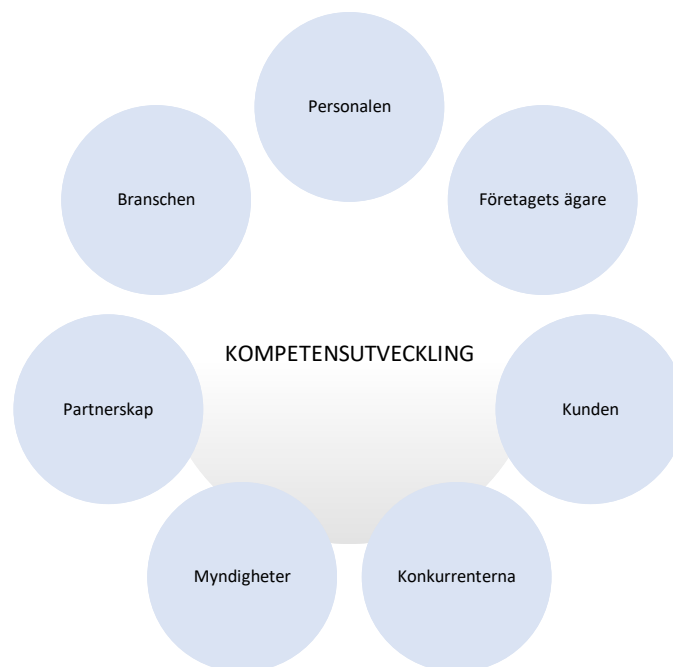 Personalen
Branschen
Företagets ägare
KOMPETENSUTVECKLING
Partnerskap
Kunden
Myndigheter
Konkurrenterna